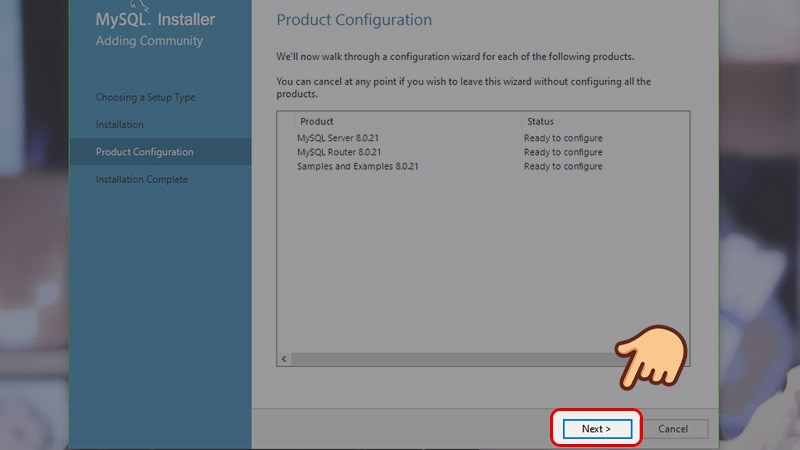 MySQL. Installer
Adding Community
Choosing a Setup Type
Installation
Product Configuration
Installation Complete
Product Configuration
We'll now walk through a configuration wizard for each of the following products.
You can cancel at any point if you wish to leave this wizard without configuring all the
products.
Product Status
MySQL Server 8.0.21 Ready to configure
MySQL Router 8.0.21 Ready to configure
Samples and Examples 8.0.21 Ready to configure
Next >
Cancel